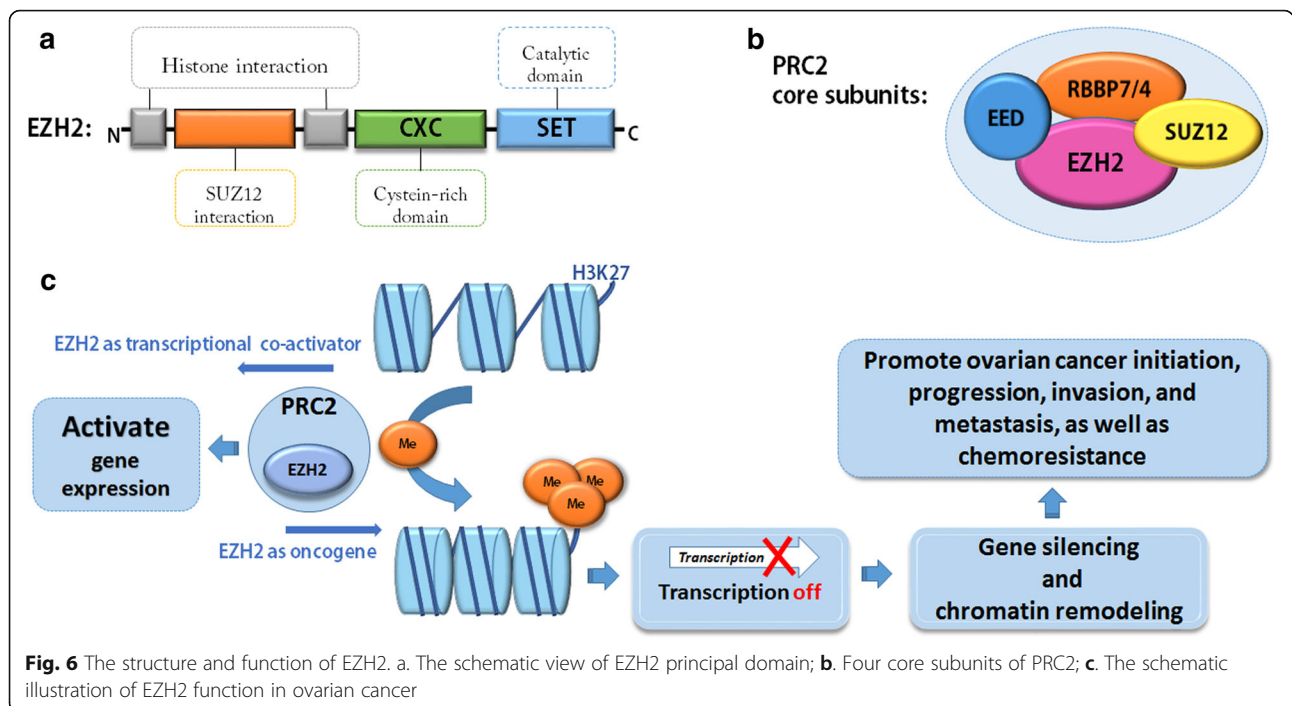 a
Histone interaction
Catalytic
domain
EZH2:
N
CXC
SET
C
SUZ12
interaction
Cystein-rich
domain
b
PRC2
core subunits:
RBBP7/4
EED
SUZ12
EZH2
c
H3K27
EZH2 as transcriptional co-activator
PRC2
EZH2
Activate
gene
expression
Me
Me
Me
Me
EZH2 as oncogene
Transcription
Transcription off
Gene silencing
and
chromatin remodeling
Promote ovarian cancer initiation,
progression, invasion, and
metastasis, as well as
chemoresistance
Fig. 6 The structure and function of EZH2. a. The schematic view of EZH2 principal domain; b. Four core subunits of PRC2; c. The schematic
illustration of EZH2 function in ovarian cancer